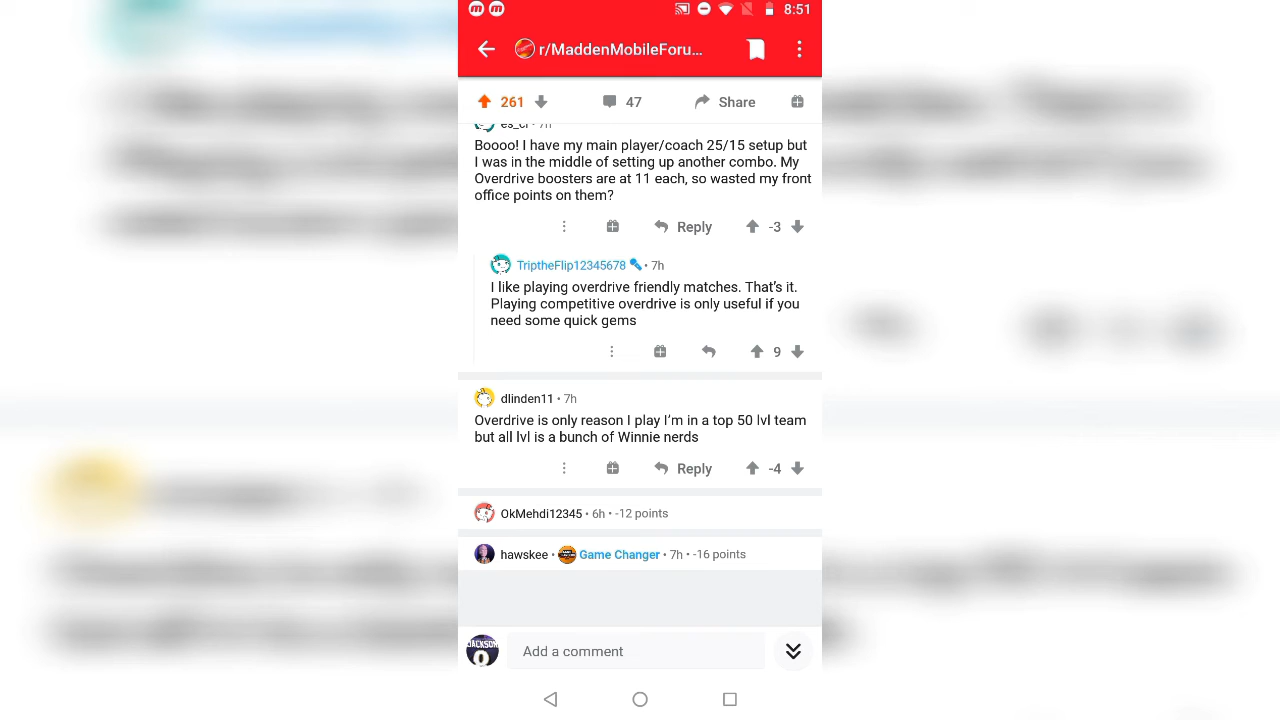 8:51
r/MaddenMobileForu...
261
47
Share
es_cr • 7h
Boooo! I have my main player/coach 25/15 setup but
I was in the middle of setting up another combo. My
Overdrive boosters are at 11 each, so wasted my front
office points on them?
Reply
-3
TriptheFlip12345678 • 7h
I like playing overdrive friendly matches. That's it.
Playing competitive overdrive is only useful if you
need some quick gems
9
dlinden11 • 7h
Overdrive is only reason I play I'm in a top 50 lvl team
but all lvl is a bunch of Winnie nerds
Reply
-4
OkMehdi12345 • 6h • -12 points
hawskee • Game Changer • 7h • -16 points
JACKSON
Add a comment